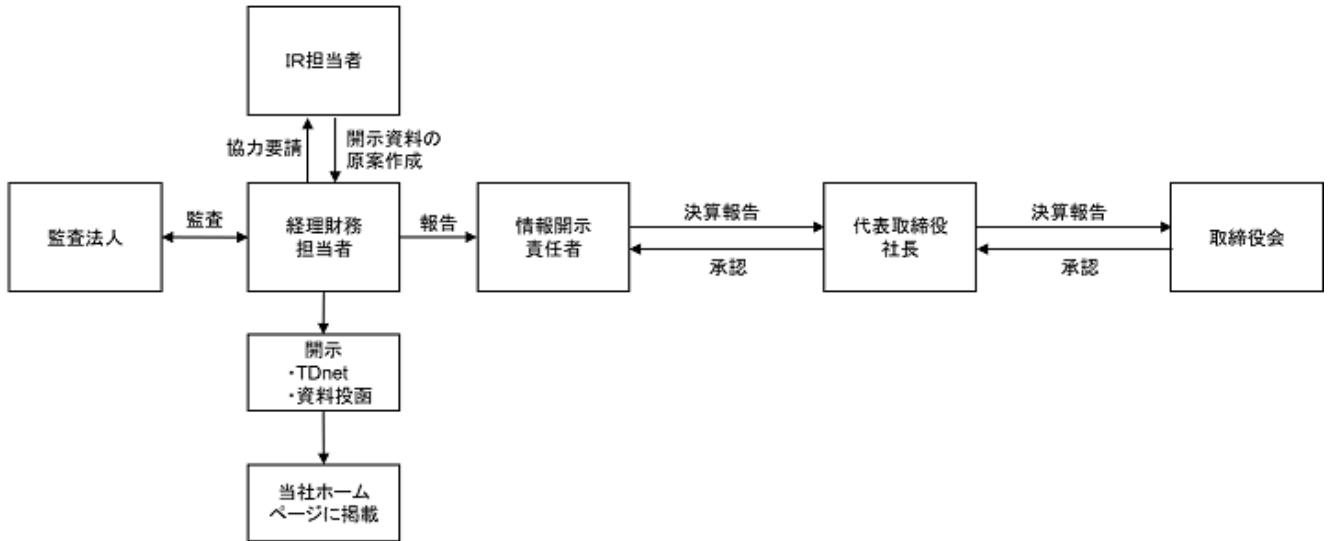 IR担当者
協力要請
開示資料の
原案作成
監査法人
監査
経理財務
担当者
報告
情報開示
責任者
決算報告
承認
代表取締役
社長
決算報告
承認
取締役会
開示
・TDnet
・資料投函
当社ホーム
ページに掲載